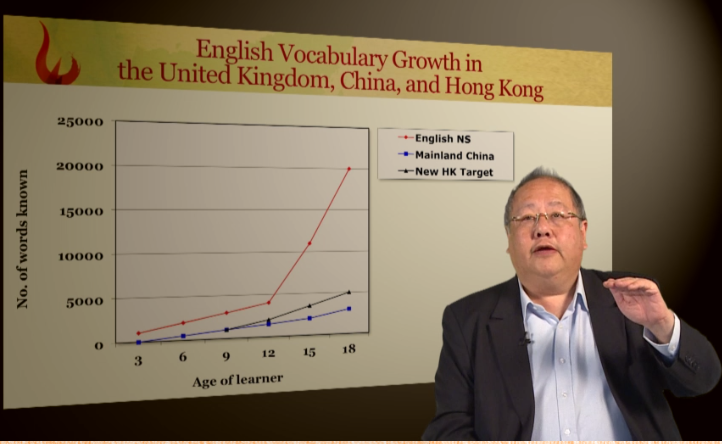 English Vocabulary Growth in
the United Kingdom, China, and Hong Kong
25000
20000
15000
10000
5000
0
No. of words known
3 6 9 12 15 18
Age of learner
English NS
Mainland China
New HK Target